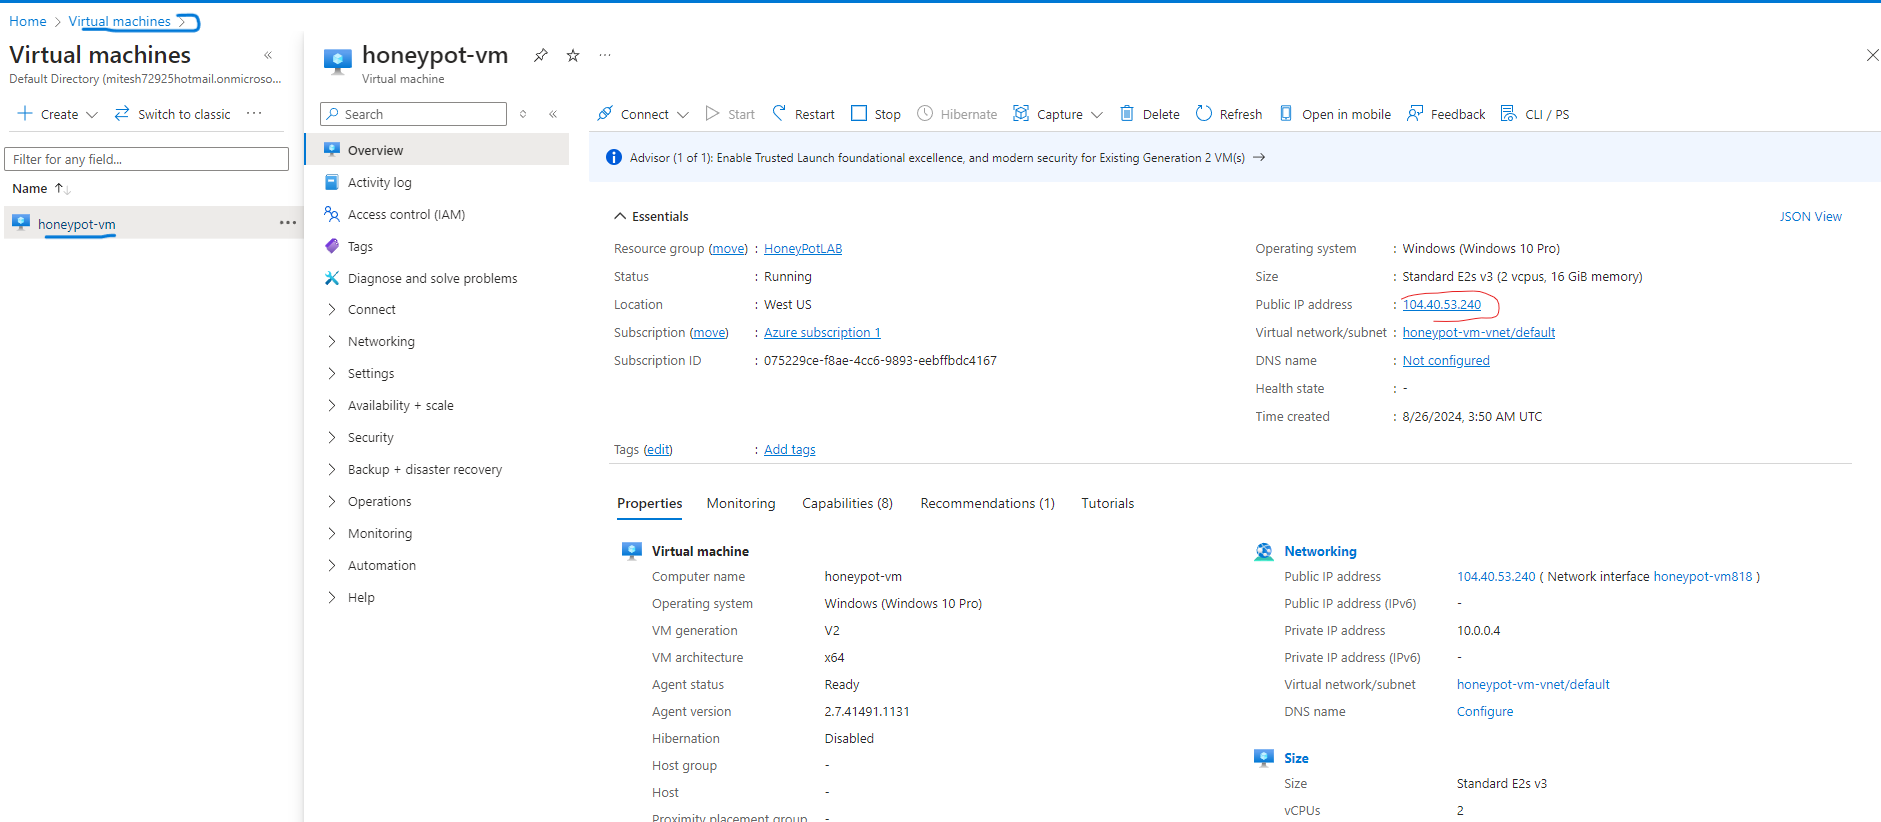 Home > Virtual machines >
Virtual machines
Default Directory (mitesh72925hotmail.onmicroso...
Create
Switch to classic
...
Filter for any field...
Name
honeypot-vm
...
honeypot-vm
...
Virtual machine
Search
Overview
Activity log
Access control (IAM)
Tags
Diagnose and solve problems
Connect
Networking
Settings
Availability + scale
Security
Backup + disaster recovery
Operations
Monitoring
Automation
Help
Connect
Start
Restart
Stop
Hibernate
Capture
Delete
Refresh
Open in mobile
Feedback
CLI / PS
Advisor (1 of 1): Enable Trusted Launch foundational excellence, and modern security for Existing Generation 2 VM(s) →
Essentials
JSON View
Resource group (move) : HoneyPotLAB
Status : Running
Location : West US
Subscription (move) : Azure subscription 1
Subscription ID : 075229ce-f8ae-4cc6-9893-eebffbdc4167
Operating system : Windows (Windows 10 Pro)
Size : Standard E2s v3 (2 vcpus, 16 GiB memory)
Public IP address : 104.40.53.240
Virtual network/subnet : honeypot-vm-vnet/default
DNS name : Not configured
Health state : -
Time created : 8/26/2024, 3:50 AM UTC
Tags (edit) : Add tags
Properties
Monitoring
Capabilities (8)
Recommendations (1)
Tutorials
Virtual machine
Computer name honeypot-vm
Operating system Windows (Windows 10 Pro)
VM generation V2
VM architecture x64
Agent status Ready
Agent version 2.7.41491.1131
Hibernation Disabled
Host group -
Host -
Proximity placement group -
Networking
Public IP address 104.40.53.240 ( Network interface honeypot-vm818 )
Public IP address (IPv6) -
Private IP address 10.0.0.4
Private IP address (IPv6) -
Virtual network/subnet honeypot-vm-vnet/default
DNS name Configure
Size
Size Standard E2s v3
vCPUs 2